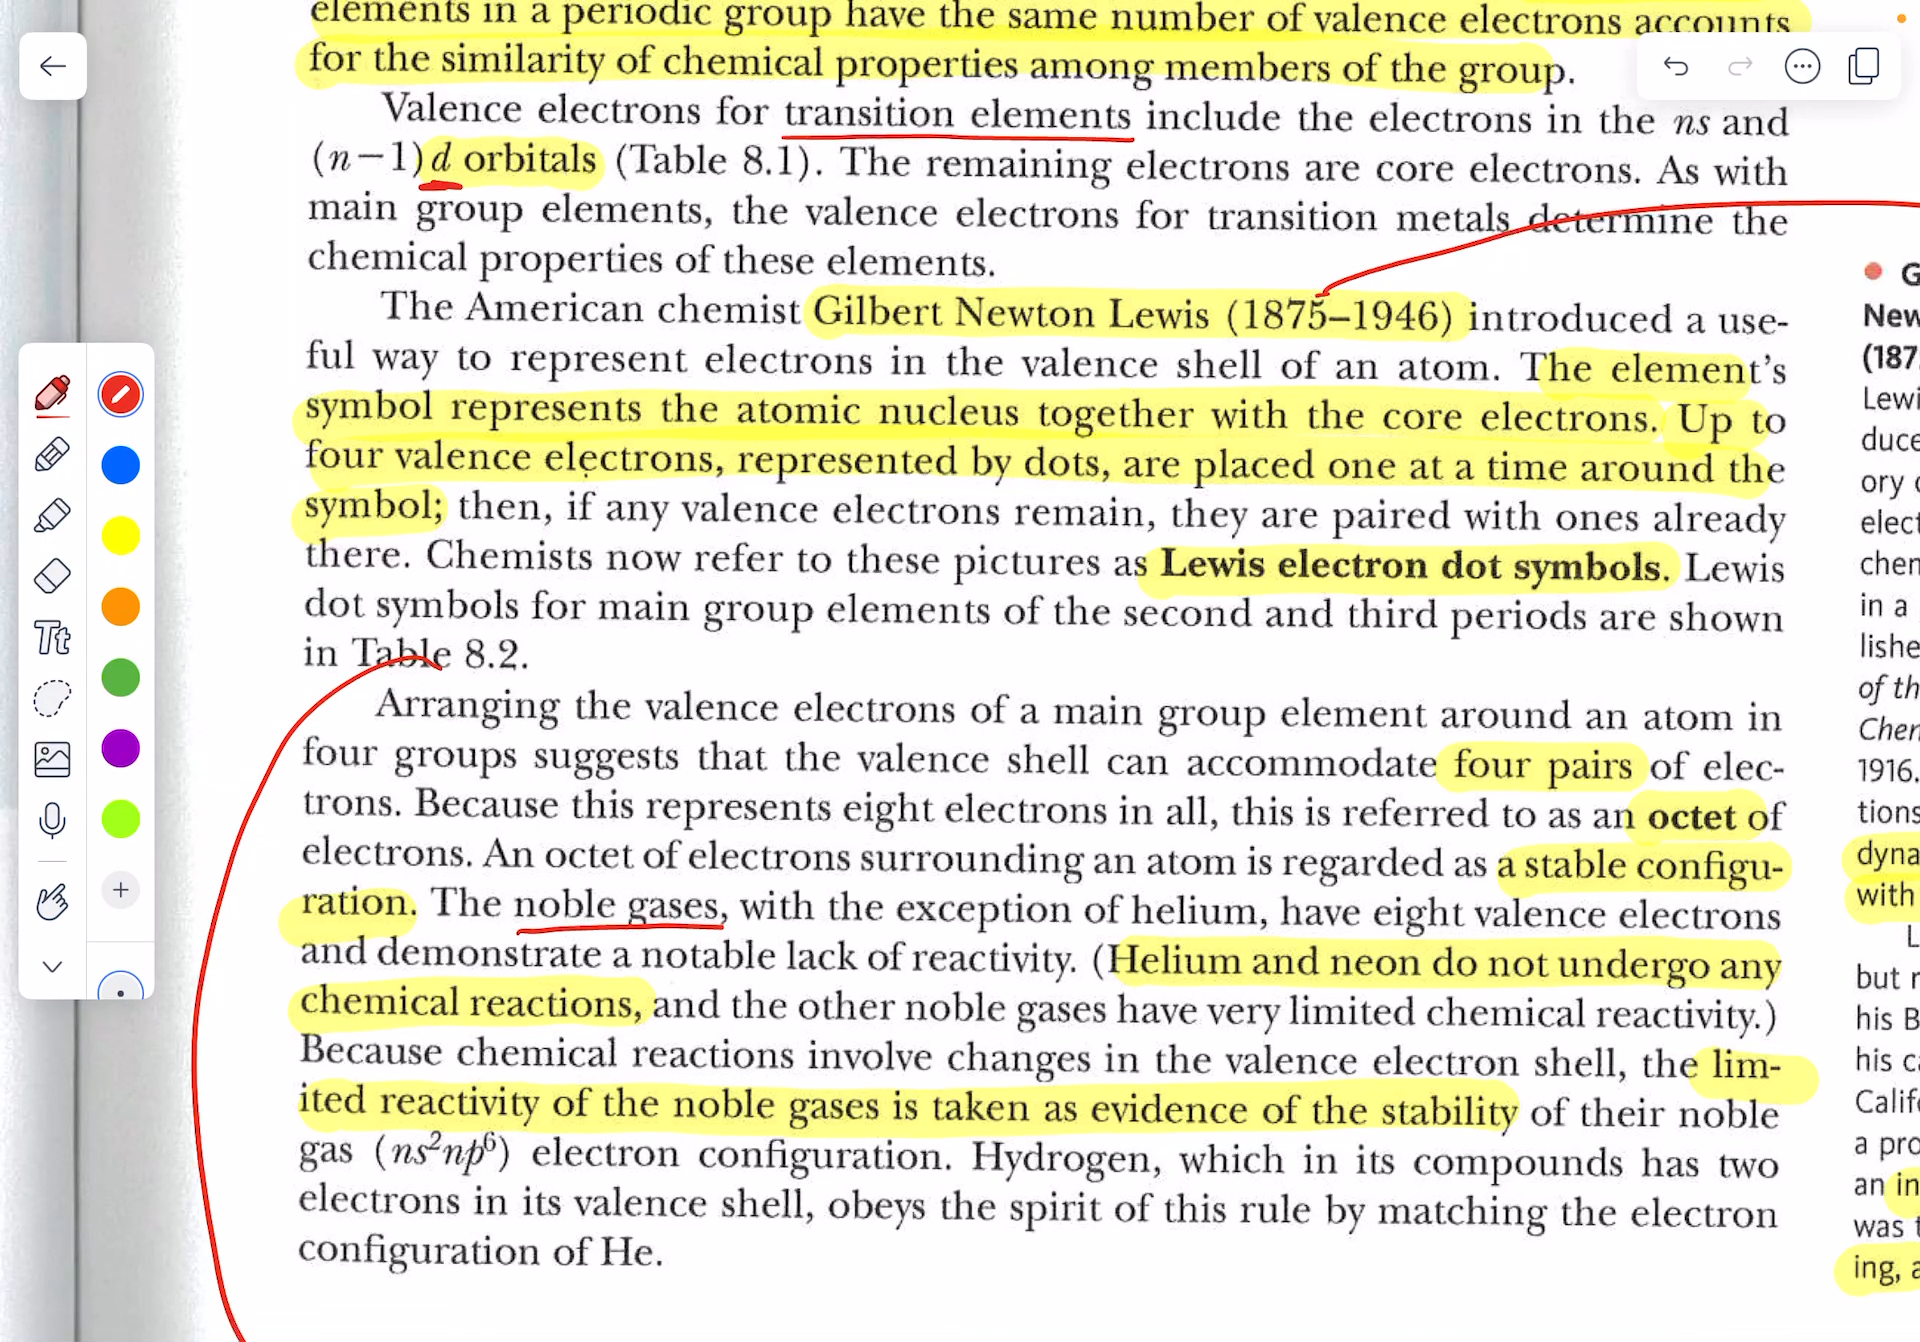 elements in a periodic group have the same number of valence electrons accounts
for the similarity of chemical properties among members of the group.
Valence electrons for transition elements include the electrons in the ns and
(n−1)d orbitals (Table 8.1). The remaining electrons are core electrons. As with
main group elements, the valence electrons for transition metals determine the
chemical properties of these elements.
The American chemist Gilbert Newton Lewis (1875–1946) introduced a use-
ful way to represent electrons in the valence shell of an atom. The element's
symbol represents the atomic nucleus together with the core electrons. Up to
four valence electrons, represented by dots, are placed one at a time around the
symbol; then, if any valence electrons remain, they are paired with ones already
there. Chemists now refer to these pictures as Lewis electron dot symbols. Lewis
dot symbols for main group elements of the second and third periods are shown
in Table 8.2.
Arranging the valence electrons of a main group element around an atom in
four groups suggests that the valence shell can accommodate four pairs of elec-
trons. Because this represents eight electrons in all, this is referred to as an octet of
electrons. An octet of electrons surrounding an atom is regarded as a stable configu-
ration. The noble gases, with the exception of helium, have eight valence electrons
and demonstrate a notable lack of reactivity. (Helium and neon do not undergo any
chemical reactions, and the other noble gases have very limited chemical reactivity.)
Because chemical reactions involve changes in the valence electron shell, the lim-
ited reactivity of the noble gases is taken as evidence of the stability of their noble
gas (ns²np⁶) electron configuration. Hydrogen, which in its compounds has two
electrons in its valence shell, obeys the spirit of this rule by matching the electron
configuration of He.
• G
New
(187
Lewi
duce
ory
elect
chem
in a
lishe
of th
Chem
1916.
tions
dyna
with
L
but r
his B
his ca
Calif
a pro
an in
was t
ing, a
Tt